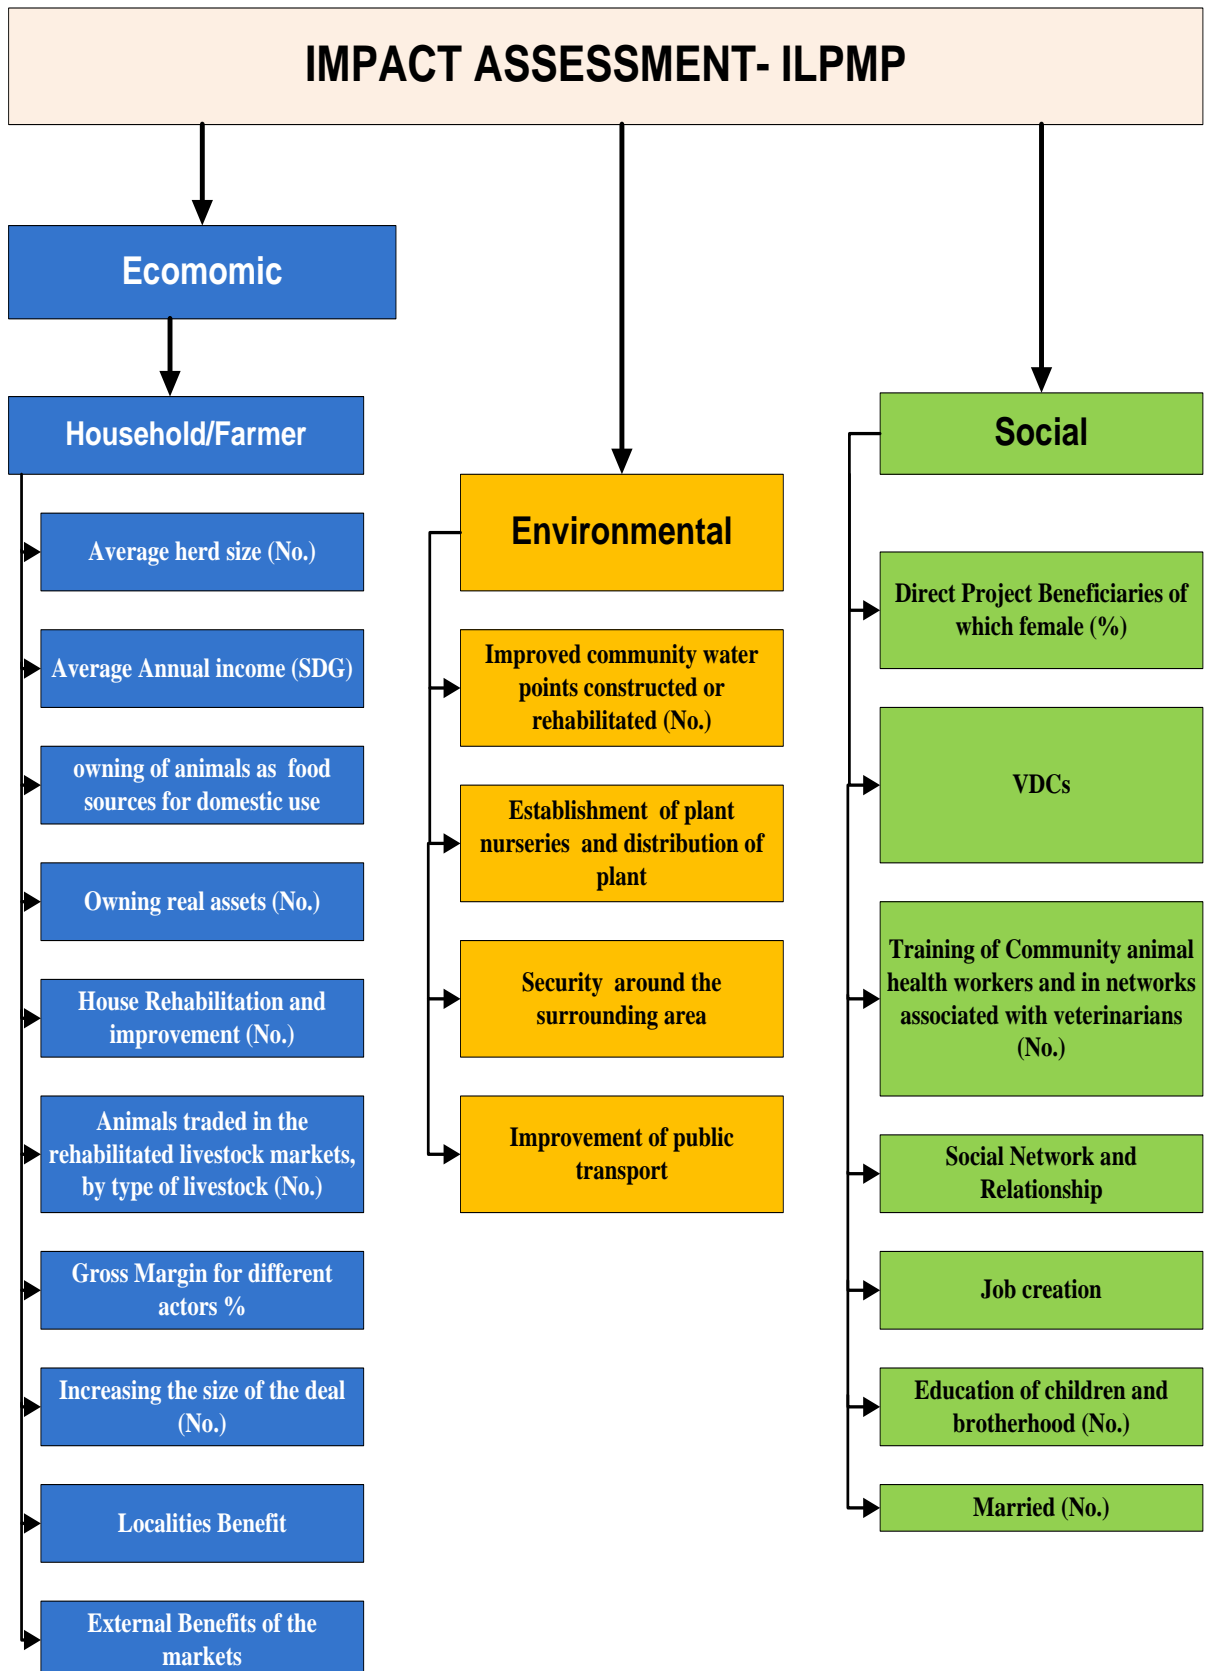 IMPACT ASSESSMENT- ILPMP
Ecomomic
Household/Farmer
Average herd size (No.)
Average Annual income (SDG)
owning of animals as food
sources for domestic use
Owning real assets (No.)
House Rehabilitation and
improvement (No.)
Animals traded in the
rehabilitated livestock markets,
by type of livestock (No.)
Gross Margin for different
actors %
Increasing the size of the deal
(No.)
Localities Benefit
External Benefits of the
markets
Environmental
Improved community water
points constructed or
rehabilitated (No.)
Establishment of plant
nurseries and distribution of
plant
Security around the
surrounding area
Improvement of public
transport
Social
Direct Project Beneficiaries of
which female (%)
VDCs
Training of Community animal
health workers and in networks
associated with veterinarians
(No.)
Social Network and
Relationship
Job creation
Education of children and
brotherhood (No.)
Married (No.)